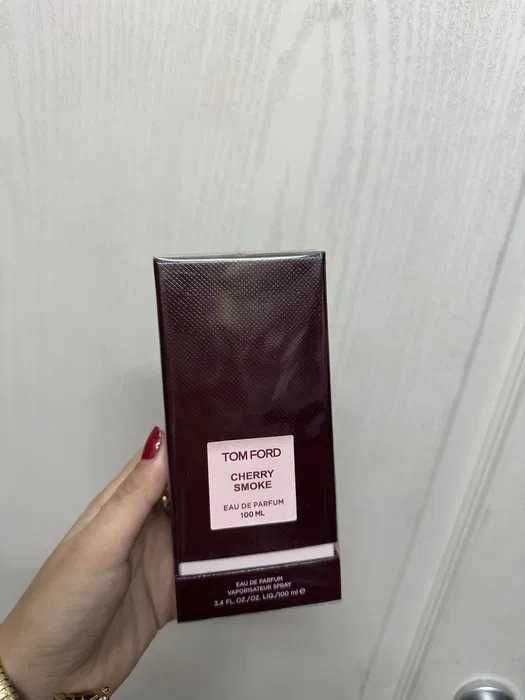 TOM FORD
CHERRY
SMOKE
EAU DE PARFUM
100 ML
EAU DE PARFUM
VAPORISATEUR SPRAY
3.4 FL. OZ./OZ. LIQ./100 ml ℮